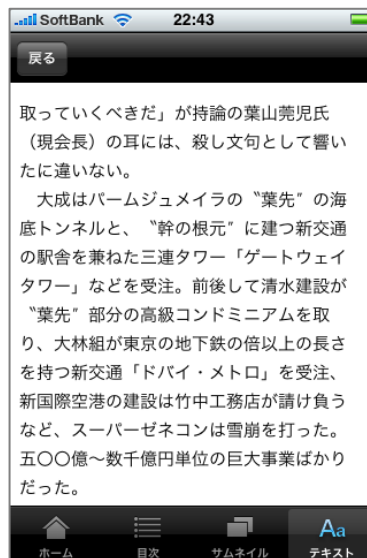 SoftBank 22:43
戻る
取っていくべきだ」が持論の葉山莞児氏
（現会長）の耳には、殺し文句として響い
たに違いない。
　大成はパームジュメイラの〝葉先〟の海
底トンネルと、〝幹の根元〟に建つ新交通
の駅舎を兼ねた三連タワー「ゲートウェイ
タワー」などを受注。前後して清水建設が
〝葉先〟部分の高級コンドミニアムを取
り、大林組が東京の地下鉄の倍以上の長さ
を持つ新交通「ドバイ・メトロ」を受注、
新国際空港の建設は竹中工務店が請け負う
など、スーパーゼネコンは雪崩を打った。
五〇〇億～数千億円単位の巨大事業ばかり
だった。
Aa
ホーム 目次 サムネイル テキスト